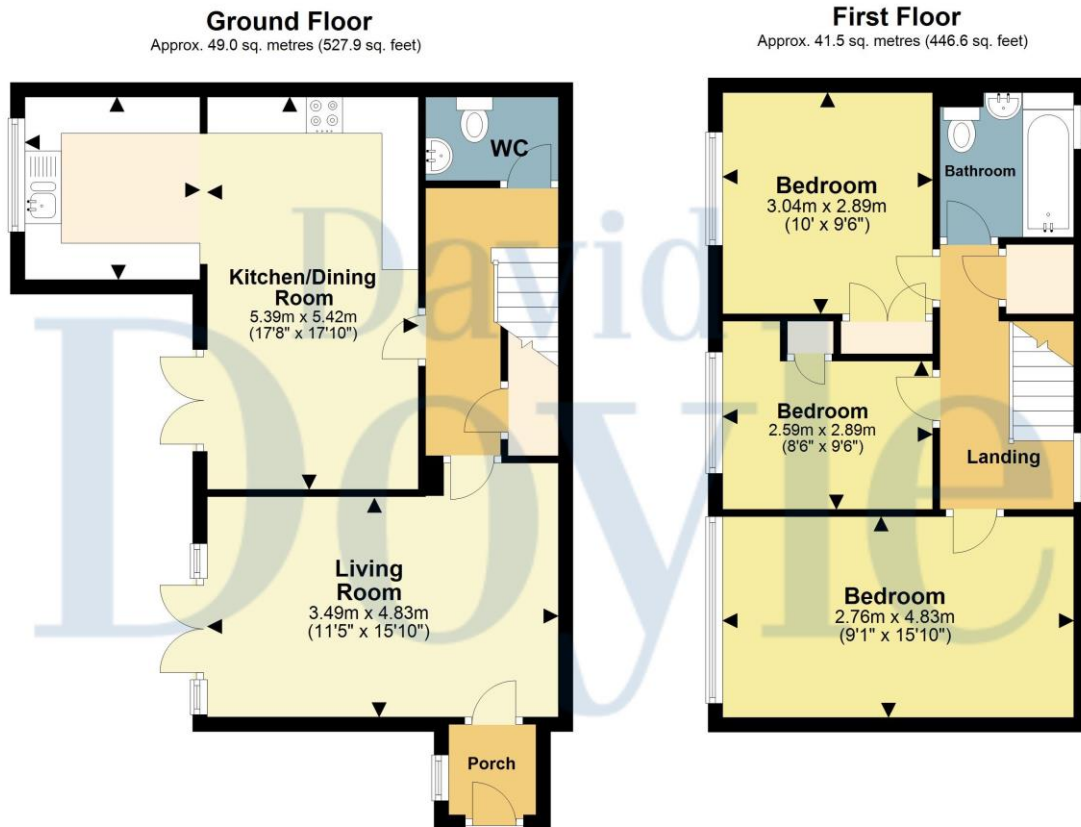 Ground Floor
Approx. 49.0 sq. metres (527.9 sq. feet)
WC
Kitchen/Dining
Room
5.39m x 5.42m
(17'8" x 17'10")
Living
Room
3.49m x 4.83m
(11'5" x 15'10")
Porch
First Floor
Approx. 41.5 sq. metres (446.6 sq. feet)
Bedroom
3.04m x 2.89m
(10' x 9'6")
Bathroom
Bedroom
2.59m x 2.89m
(8'6" x 9'6")
Landing
Bedroom
2.76m x 4.83m
(9'1" x 15'10")
David
Doyle